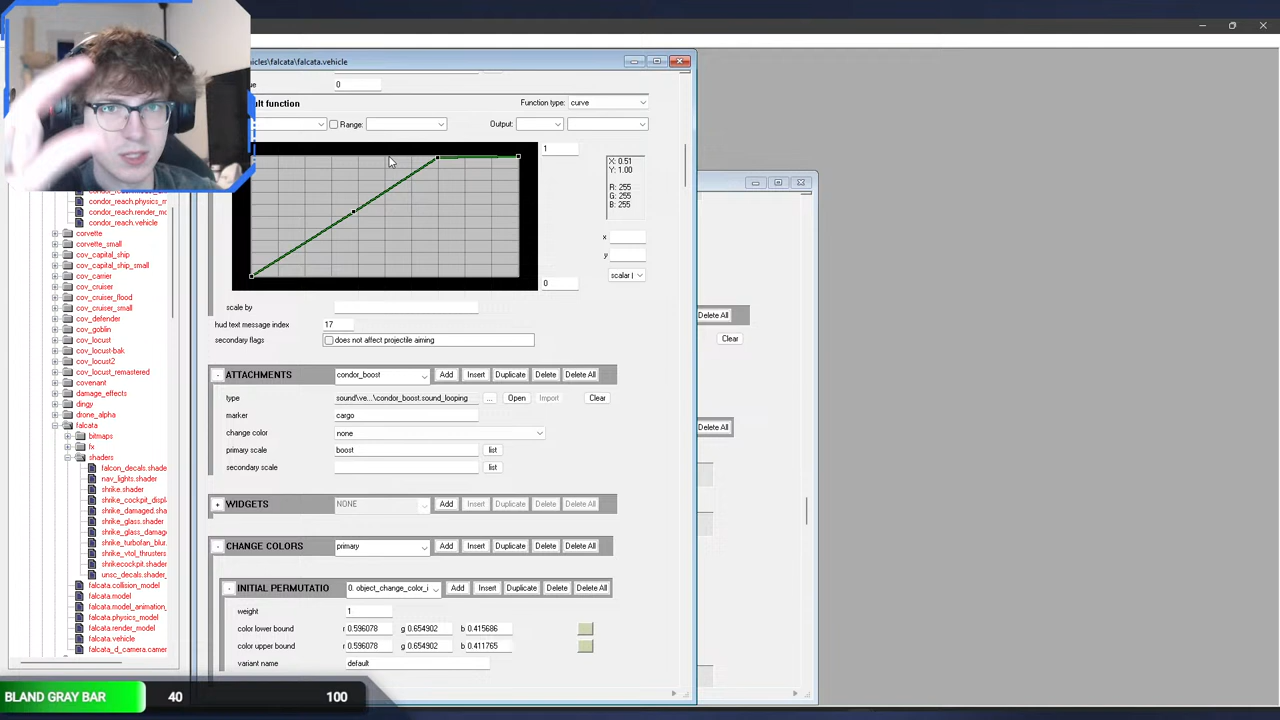 icles\falcata\falcata.vehicle
ue 0
ult function Function type: curve
Range: Output:
1
X: 0.51
Y: 1.00
R: 255
G: 255
B: 255
x
y
0 scalar |
scale by
hud text message index 17
secondary flags does not affect projectile aiming
ATTACHMENTS condor_boost Add Insert Duplicate Delete Delete All
type sound\ve...\condor_boost.sound_looping ... Open Import Clear
marker cargo
change color none
primary scale boost list
secondary scale list
WIDGETS NONE Add Insert Duplicate Delete Delete All
CHANGE COLORS primary Add Insert Duplicate Delete Delete All
INITIAL PERMUTATIO 0. object_change_color_i Add Insert Duplicate Delete Delete All
weight 1
color lower bound r 0.596078 g 0.654902 b 0.415686
color upper bound r 0.596078 g 0.654902 b 0.411765
variant name default
condor_reach.physics_m
condor_reach.render_mc
condor_reach.vehicle
corvette
corvette_small
cov_capital_ship
cov_capital_ship_small
cov_carrier
cov_cruiser
cov_cruiser_flood
cov_cruiser_small
cov_defender
cov_goblin
cov_locust
cov_locust-bak
cov_locust2
cov_locust_remastered
covenant
damage_effects
dingy
drone_alpha
falcata
bitmaps
fx
shaders
falcon_decals.shade
nav_lights.shader
shrike.shader
shrike_cockpit_displ
shrike_damaged.sha
shrike_glass.shader
shrike_glass_damag
shrike_turbofan_blur.
shrike_vtol_thrusters
shrikecockpit.shader
unsc_decals.shader_
falcata.collision_model
falcata.model
falcata.model_animation_
falcata.physics_model
falcata.render_model
falcata.vehicle
falcata_d_camera.camer
Delete All
Clear
Delete All
BLAND GRAY BAR 40 100